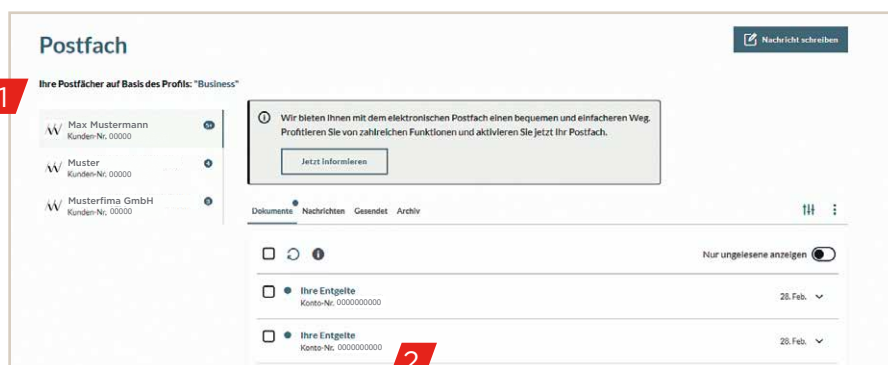 Postfach
Nachricht schreiben
Ihre Postfächer auf Basis des Profils: "Business"
1
Max Mustermann
Kunden-Nr. 00000
Muster
Kunden-Nr. 00000
Musterfima GmbH
Kunden-Nr. 00000
Wir bieten Ihnen mit dem elektronischen Postfach einen bequemen und einfacheren Weg.
Profitieren Sie von zahlreichen Funktionen und aktivieren Sie jetzt Ihr Postfach.
Jetzt informieren
Dokumente Nachrichten Gesendet Archiv
Nur ungelesene anzeigen
Ihre Entgelte
Konto-Nr. 0000000000
28. Feb.
Ihre Entgelte
Konto-Nr. 0000000000
28. Feb.
2